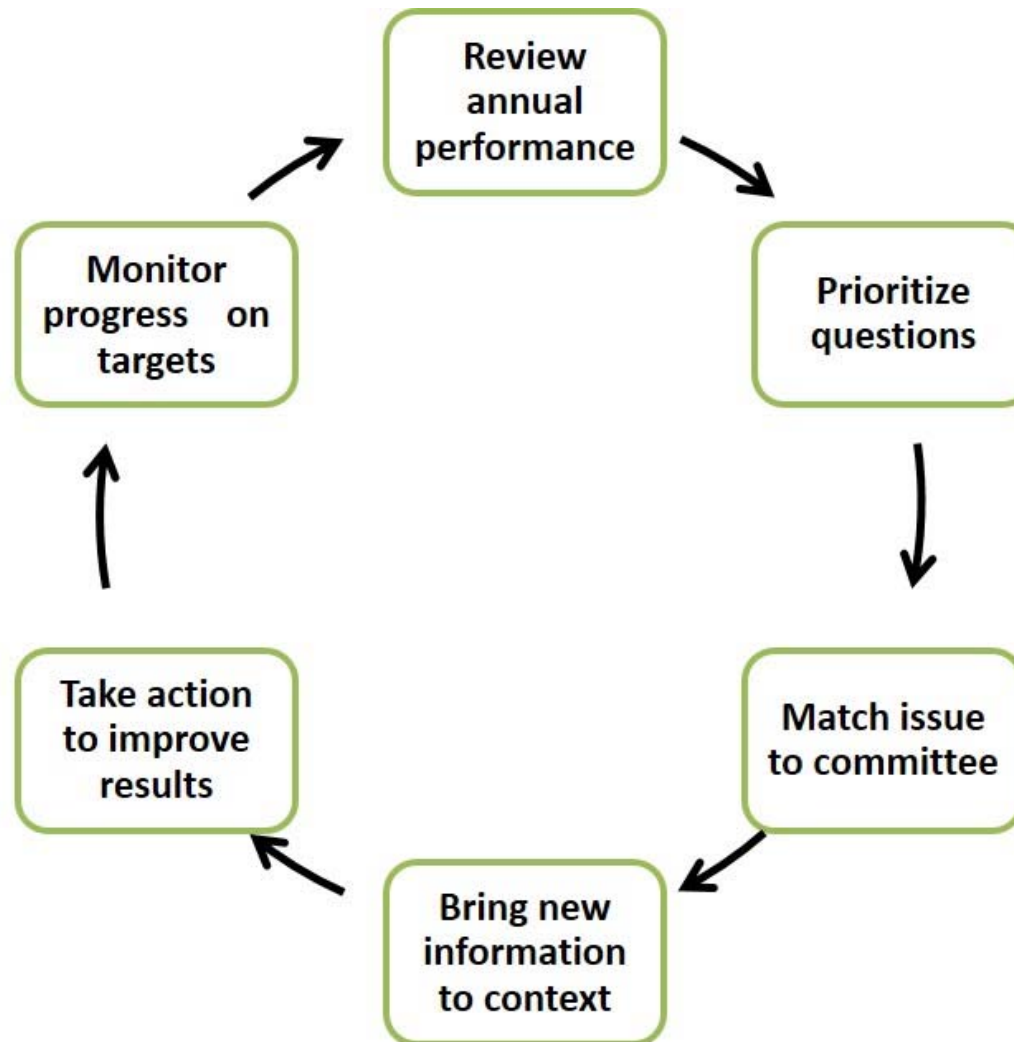 Review
annual
performance
Prioritize
questions
Match issue
to committee
Bring new
information
to context
Take action
to improve
results
Monitor
progress on
targets